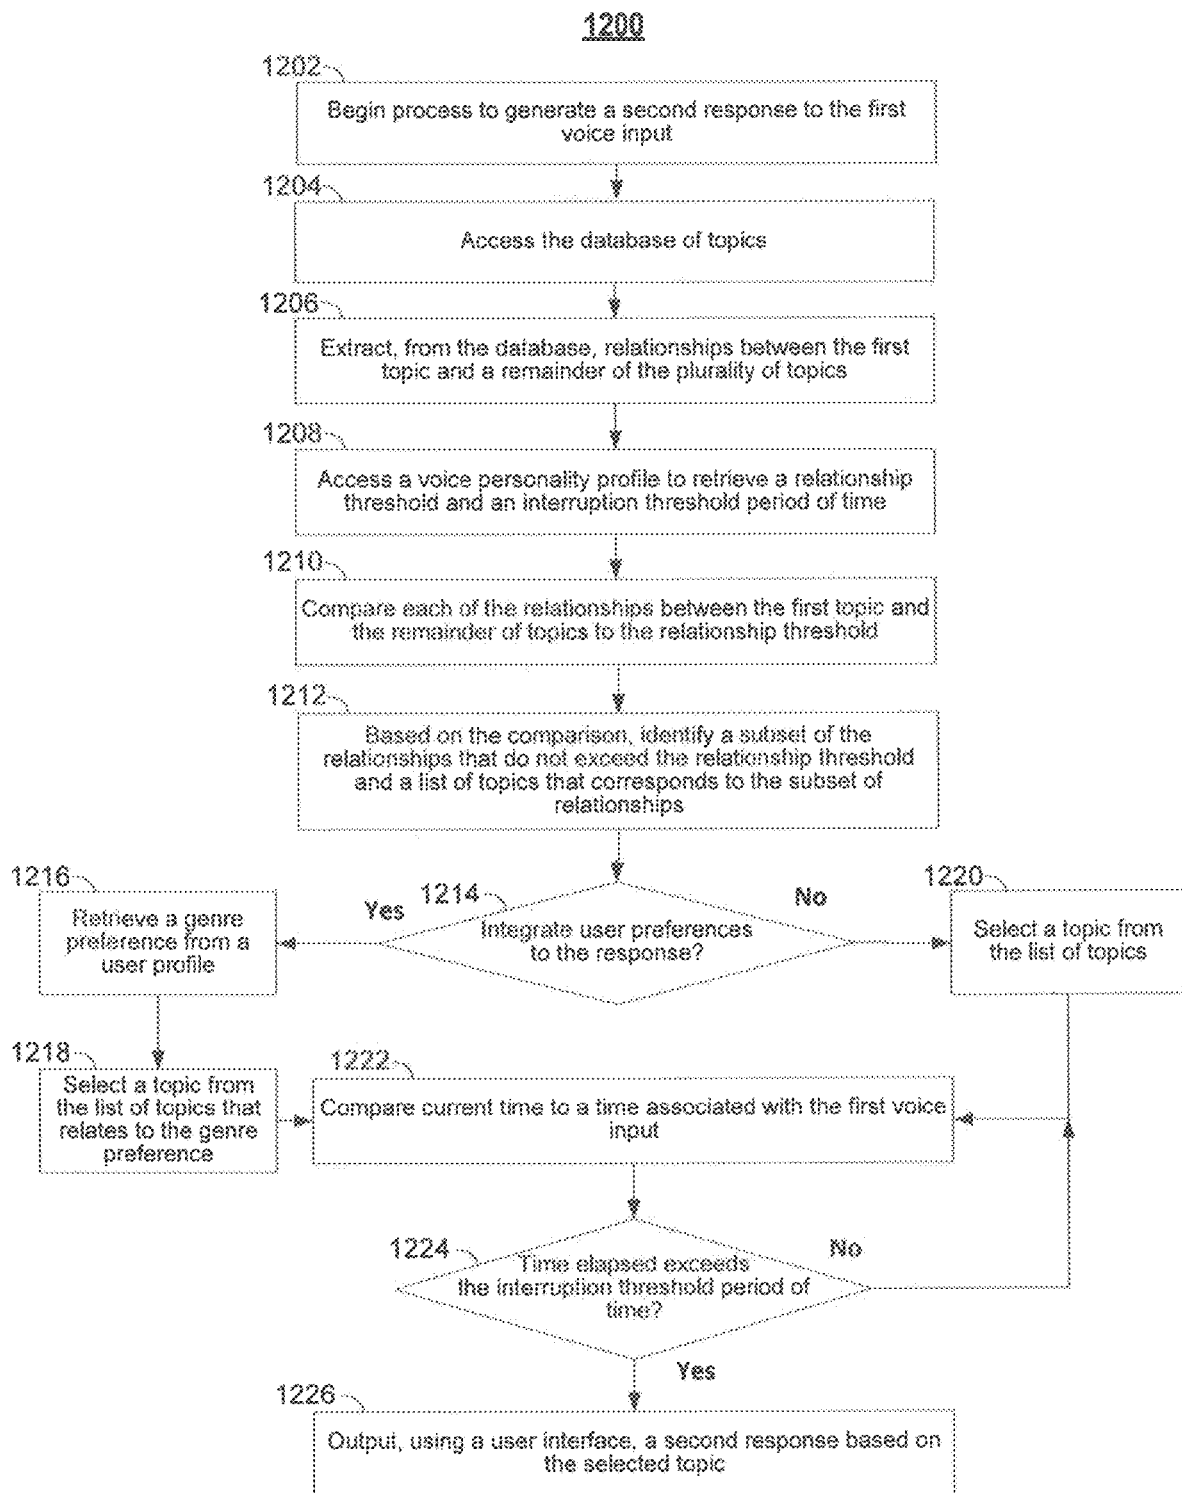 1200
1202
Begin process to generate a second response to the first
voice input
1204
Access the database of topics
1206
Extract, from the database, relationships between the first
topic and a remainder of the plurality of topics
1208
Access a voice personality profile to retrieve a relationship
threshold and an interruption threshold period of time
1210
Compare each of the relationships between the first topic and
the remainder of topics to the relationship threshold
1212
Based on the comparison, identify a subset of the
relationships that do not exceed the relationship threshold
and a list of topics that corresponds to the subset of
relationships
1214
Integrate user preferences
to the response?
Yes
No
1216
Retrieve a genre
preference from a
user profile
1220
Select a topic from
the list of topics
1218
Select a topic from
the list of topics that
relates to the genre
preference
1222
Compare current time to a time associated with the first voice
input
1224
Time elapsed exceeds
the interruption threshold period of
time?
No
Yes
1226
Output, using a user interface, a second response based on
the selected topic